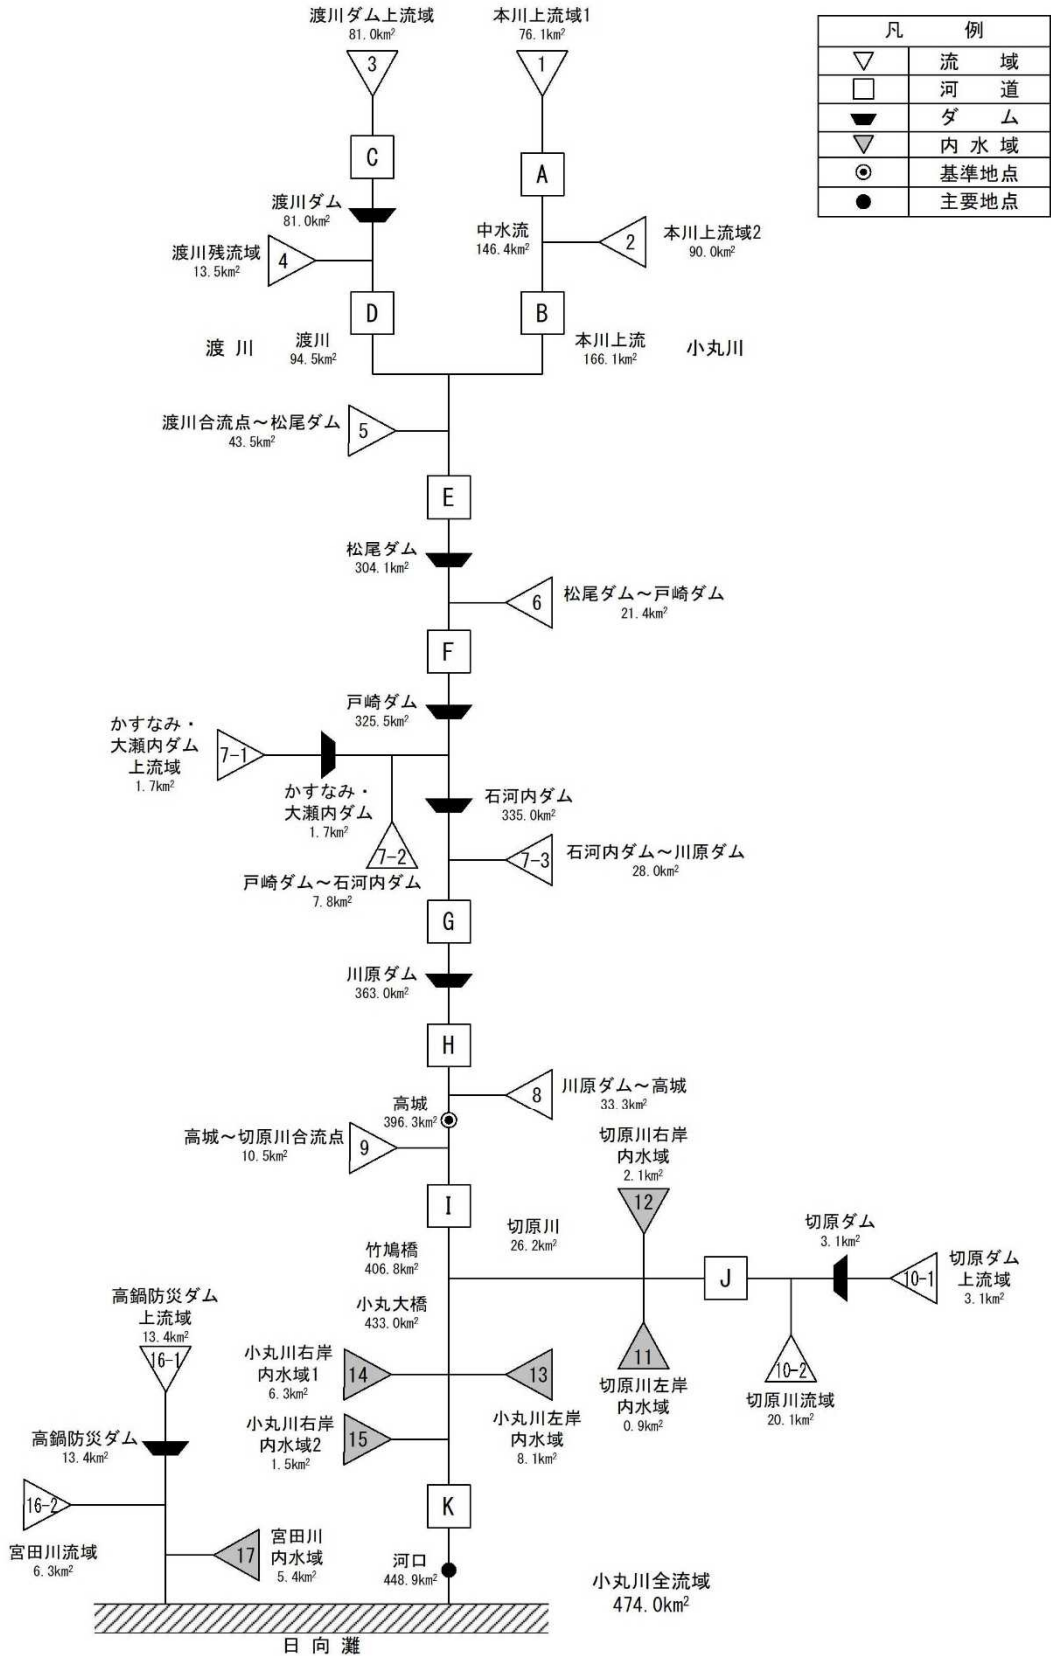 渡川ダム上流域
81.0km²
3
本川上流域1
76.1km²
1
凡 例
流 域
河 道
ダ ム
内 水 域
基準地点
主要地点
C
A
渡川ダム
81.0km²
中水流
146.4km²
2
本川上流域2
90.0km²
渡川残流域
13.5km²
4
D
B
渡 川
渡川
94.5km²
本川上流
166.1km²
小丸川
渡川合流点～松尾ダム
43.5km²
5
E
松尾ダム
304.1km²
6
松尾ダム～戸崎ダム
21.4km²
F
戸崎ダム
325.5km²
かすなみ・
大瀬内ダム
上流域
1.7km²
7-1
かすなみ・
大瀬内ダム
1.7km²
石河内ダム
335.0km²
7-2
戸崎ダム～石河内ダム
7.8km²
7-3
石河内ダム～川原ダム
28.0km²
G
川原ダム
363.0km²
H
8
川原ダム～高城
33.3km²
高城
396.3km²
高城～切原川合流点
10.5km²
9
切原川右岸
内水域
2.1km²
12
I
切原川
26.2km²
竹鳩橋
406.8km²
J
切原ダム
3.1km²
10-1
切原ダム
上流域
3.1km²
小丸大橋
433.0km²
11
切原川左岸
内水域
0.9km²
10-2
切原川流域
20.1km²
高鍋防災ダム
上流域
13.4km²
16-1
小丸川右岸
内水域1
6.3km²
14
13
小丸川左岸
内水域
8.1km²
小丸川右岸
内水域2
1.5km²
15
高鍋防災ダム
13.4km²
K
16-2
宮田川流域
6.3km²
17
宮田川
内水域
5.4km²
河口
448.9km²
小丸川全流域
474.0km²
日 向 灘